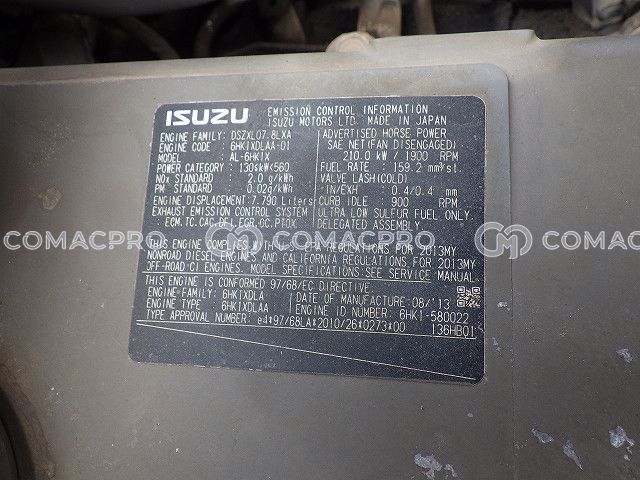 ISUZU
EMISSION CONTROL INFORMATION
ISUZU MOTORS LTD. MADE IN JAPAN
ENGINE FAMILY: DSZXL07.8LXA
ENGINECODE: 6HK1XDLAA-01
MODEL: AL-6HK1X
POWER CATEGORY: 130≤kW<560
NOx STANDARD 2.0 g/kWh
PM STANDARD 0.02g/kWh
ENGINE DISPLACEMENT: 7.790 Liters
EXHAUST EMISSION CONTROL SYSTEM
: ECM,TC,CAC,DFI,EGR,OC,PTOX
ADVERTISED HORSE POWER
SAE NET(FAN DISENGAGED)
210.0 kW / 1900 RPM
FUEL RATE: 159.2 mm³/st.
VALVE LASH(COLD)
IN/EXH : 0.4/0.4 mm
CURB IDLE: 900 RPM
ULTRA LOW SULFUR FUEL ONLY.
DELEGATED ASSEMBLY.
THIS ENGINE COMPLIES REGULATIONS FOR 2013MY
NONROAD DIESEL ENGINES AND CALIFORNIA REGULATIONS FOR 2013MY
OFF-ROAD CI ENGINES. MODEL SPECIFICATIONS:SEE SERVICE MANUAL.
THIS ENGINE IS CONFORMED 97/68/EC DIRECTIVE.
ENGINE FAMILY: 6HK1XDLA
DATE OF MANUFACTURE:08/'13
ENGINE TYPE: 6HK1XDLAA
ENGINE NUMBER: 6HK1-580022
TYPE APPROVAL NUMBER: e4*97/68LA*2010/26*0273*00
136HB01
COMACPRO COMACPRO COMAC